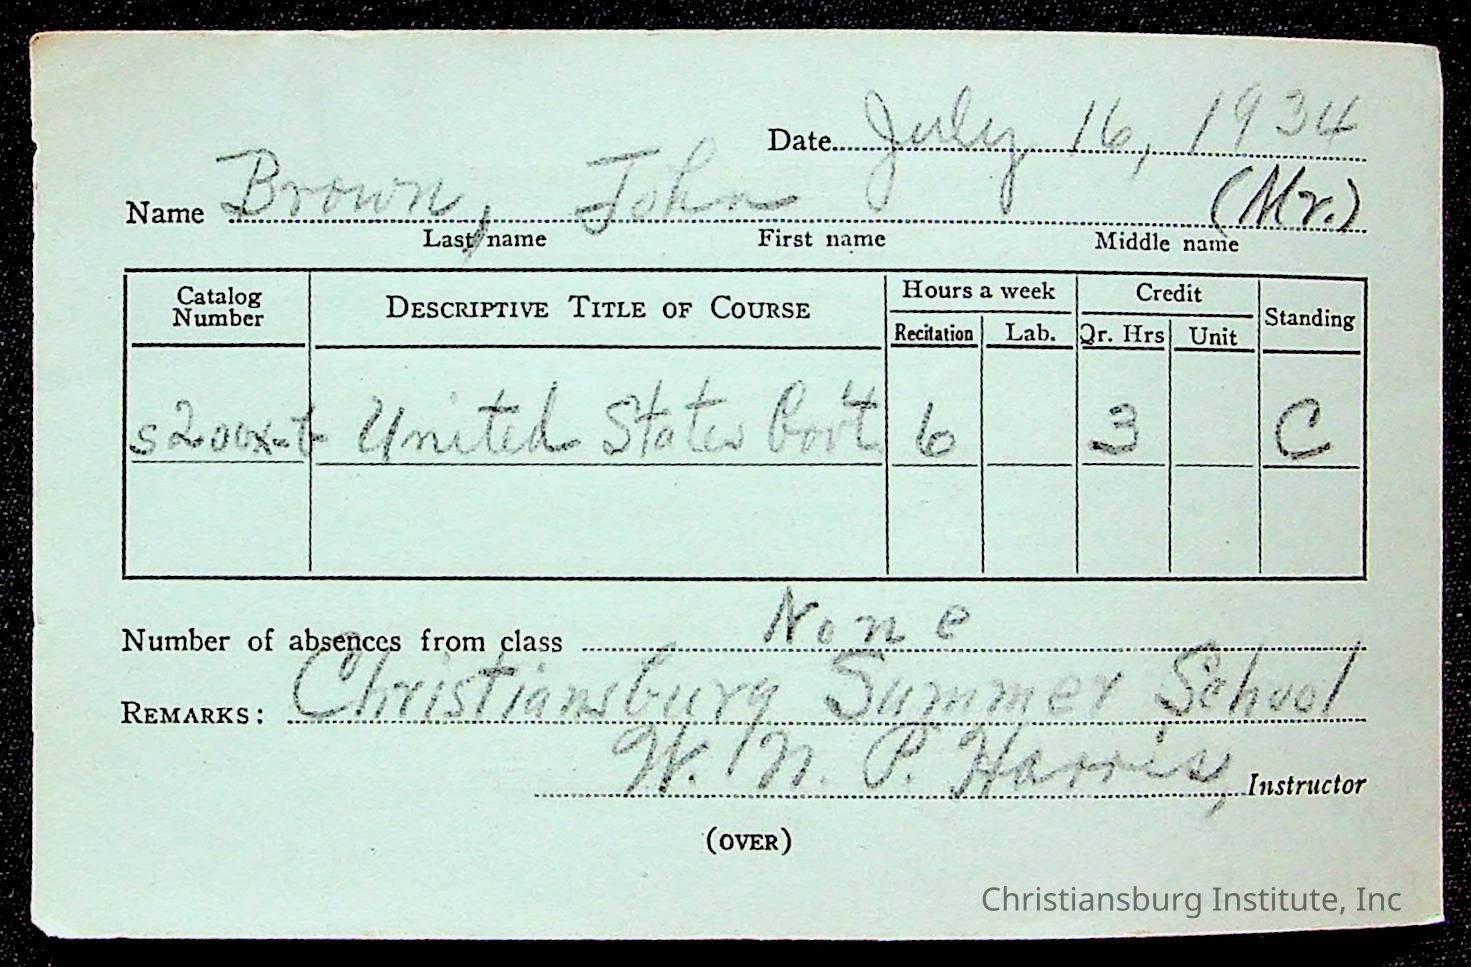 Date July 16, 1934
Name Brown, John (Mr.)
Last name First name Middle name
Catalog Number DESCRIPTIVE TITLE OF COURSE Hours a week Credit Standing
Recitation Lab. Qr. Hrs Unit
United States Gov't 6 3 C
Number of absences from class None
REMARKS: Christiansburg Summer School
W. N. P. Harris, Instructor
(OVER)
Christiansburg Institute, Inc